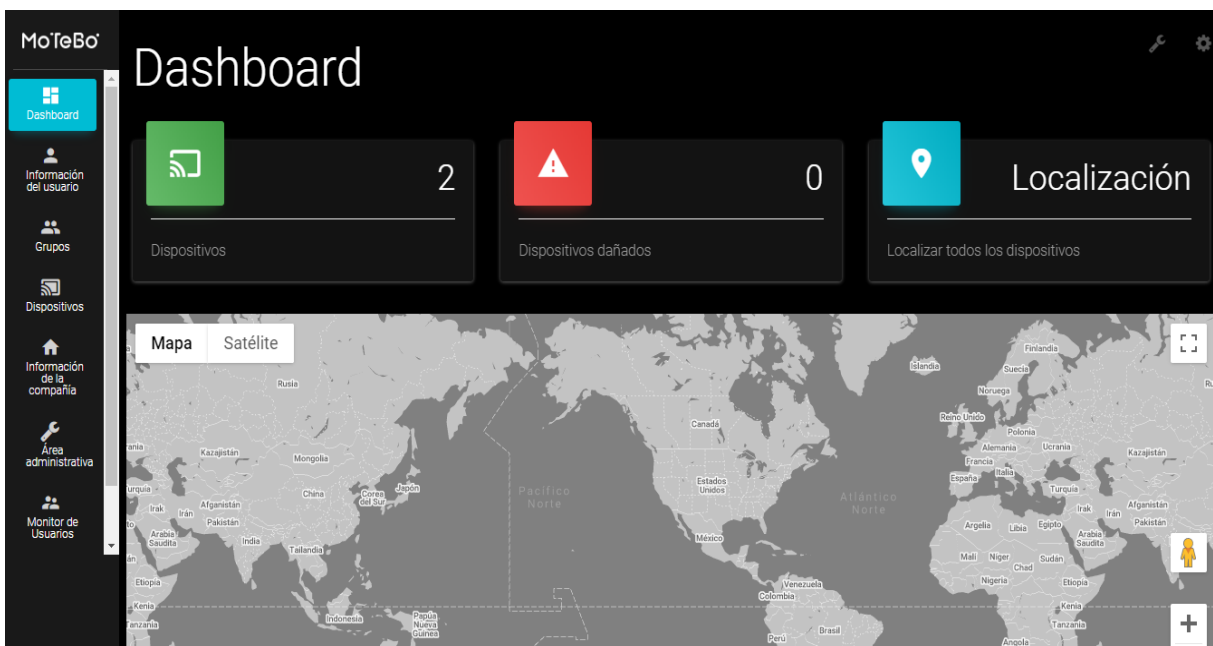 MoTeBo
Dashboard
Información
del usuario
Grupos
Dispositivos
Información
de la
compañía
Área
administrativa
Monitor de
Usuarios
Dashboard
2
Dispositivos
0
Dispositivos dañados
Localización
Localizar todos los dispositivos
Mapa
Satélite
Finlandia
Islandia
Suecia
Rusia
Noruega
Canadá
Reino Unido
Polonia
Kazajistán
Mongolia
Alemania
Ucrania
Kazajistán
Francia
Italia
España
Estados
Unidos
China
Corea
del Sur
Japón
Pacífico
Norte
Atlántico
Norte
Turquía
Irak
Irán
Afganistán
Pakistán
Irak
Irán
Afganistán
Pakistán
Arabia
Saudita
India
Tailandia
México
Argelia
Libia
Egipto
Arabia
Saudita
Mali
Níger
Chad
Sudán
Etiopía
Venezuela
Colombia
Nigeria
Etiopía
Kenia
Indonesia
Papúa
Nueva
Guinea
Perú
Brasil
Kenia
Tanzania
Angola